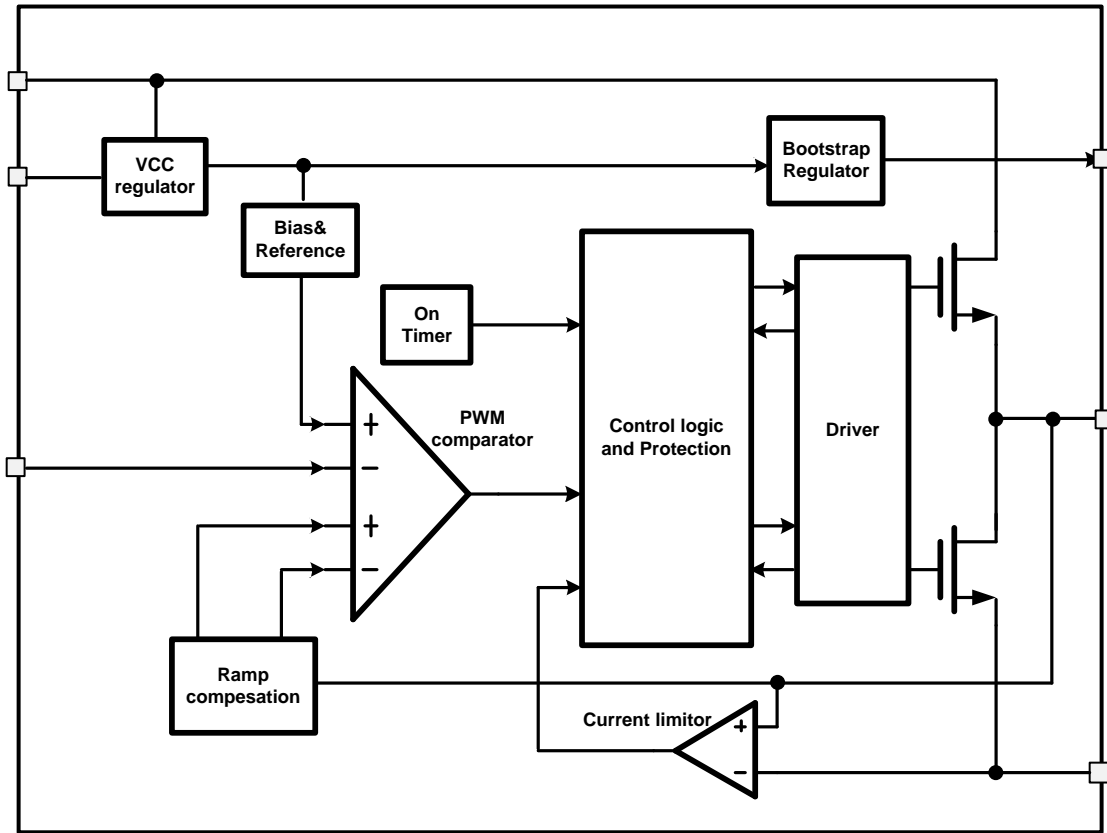 VCC
regulator
Bootstrap
Regulator
Bias&
Reference
On
Timer
+
−
+
−
PWM
comparator
Control logic
and Protection
Driver
Ramp
compesation
Current limitor
+
−